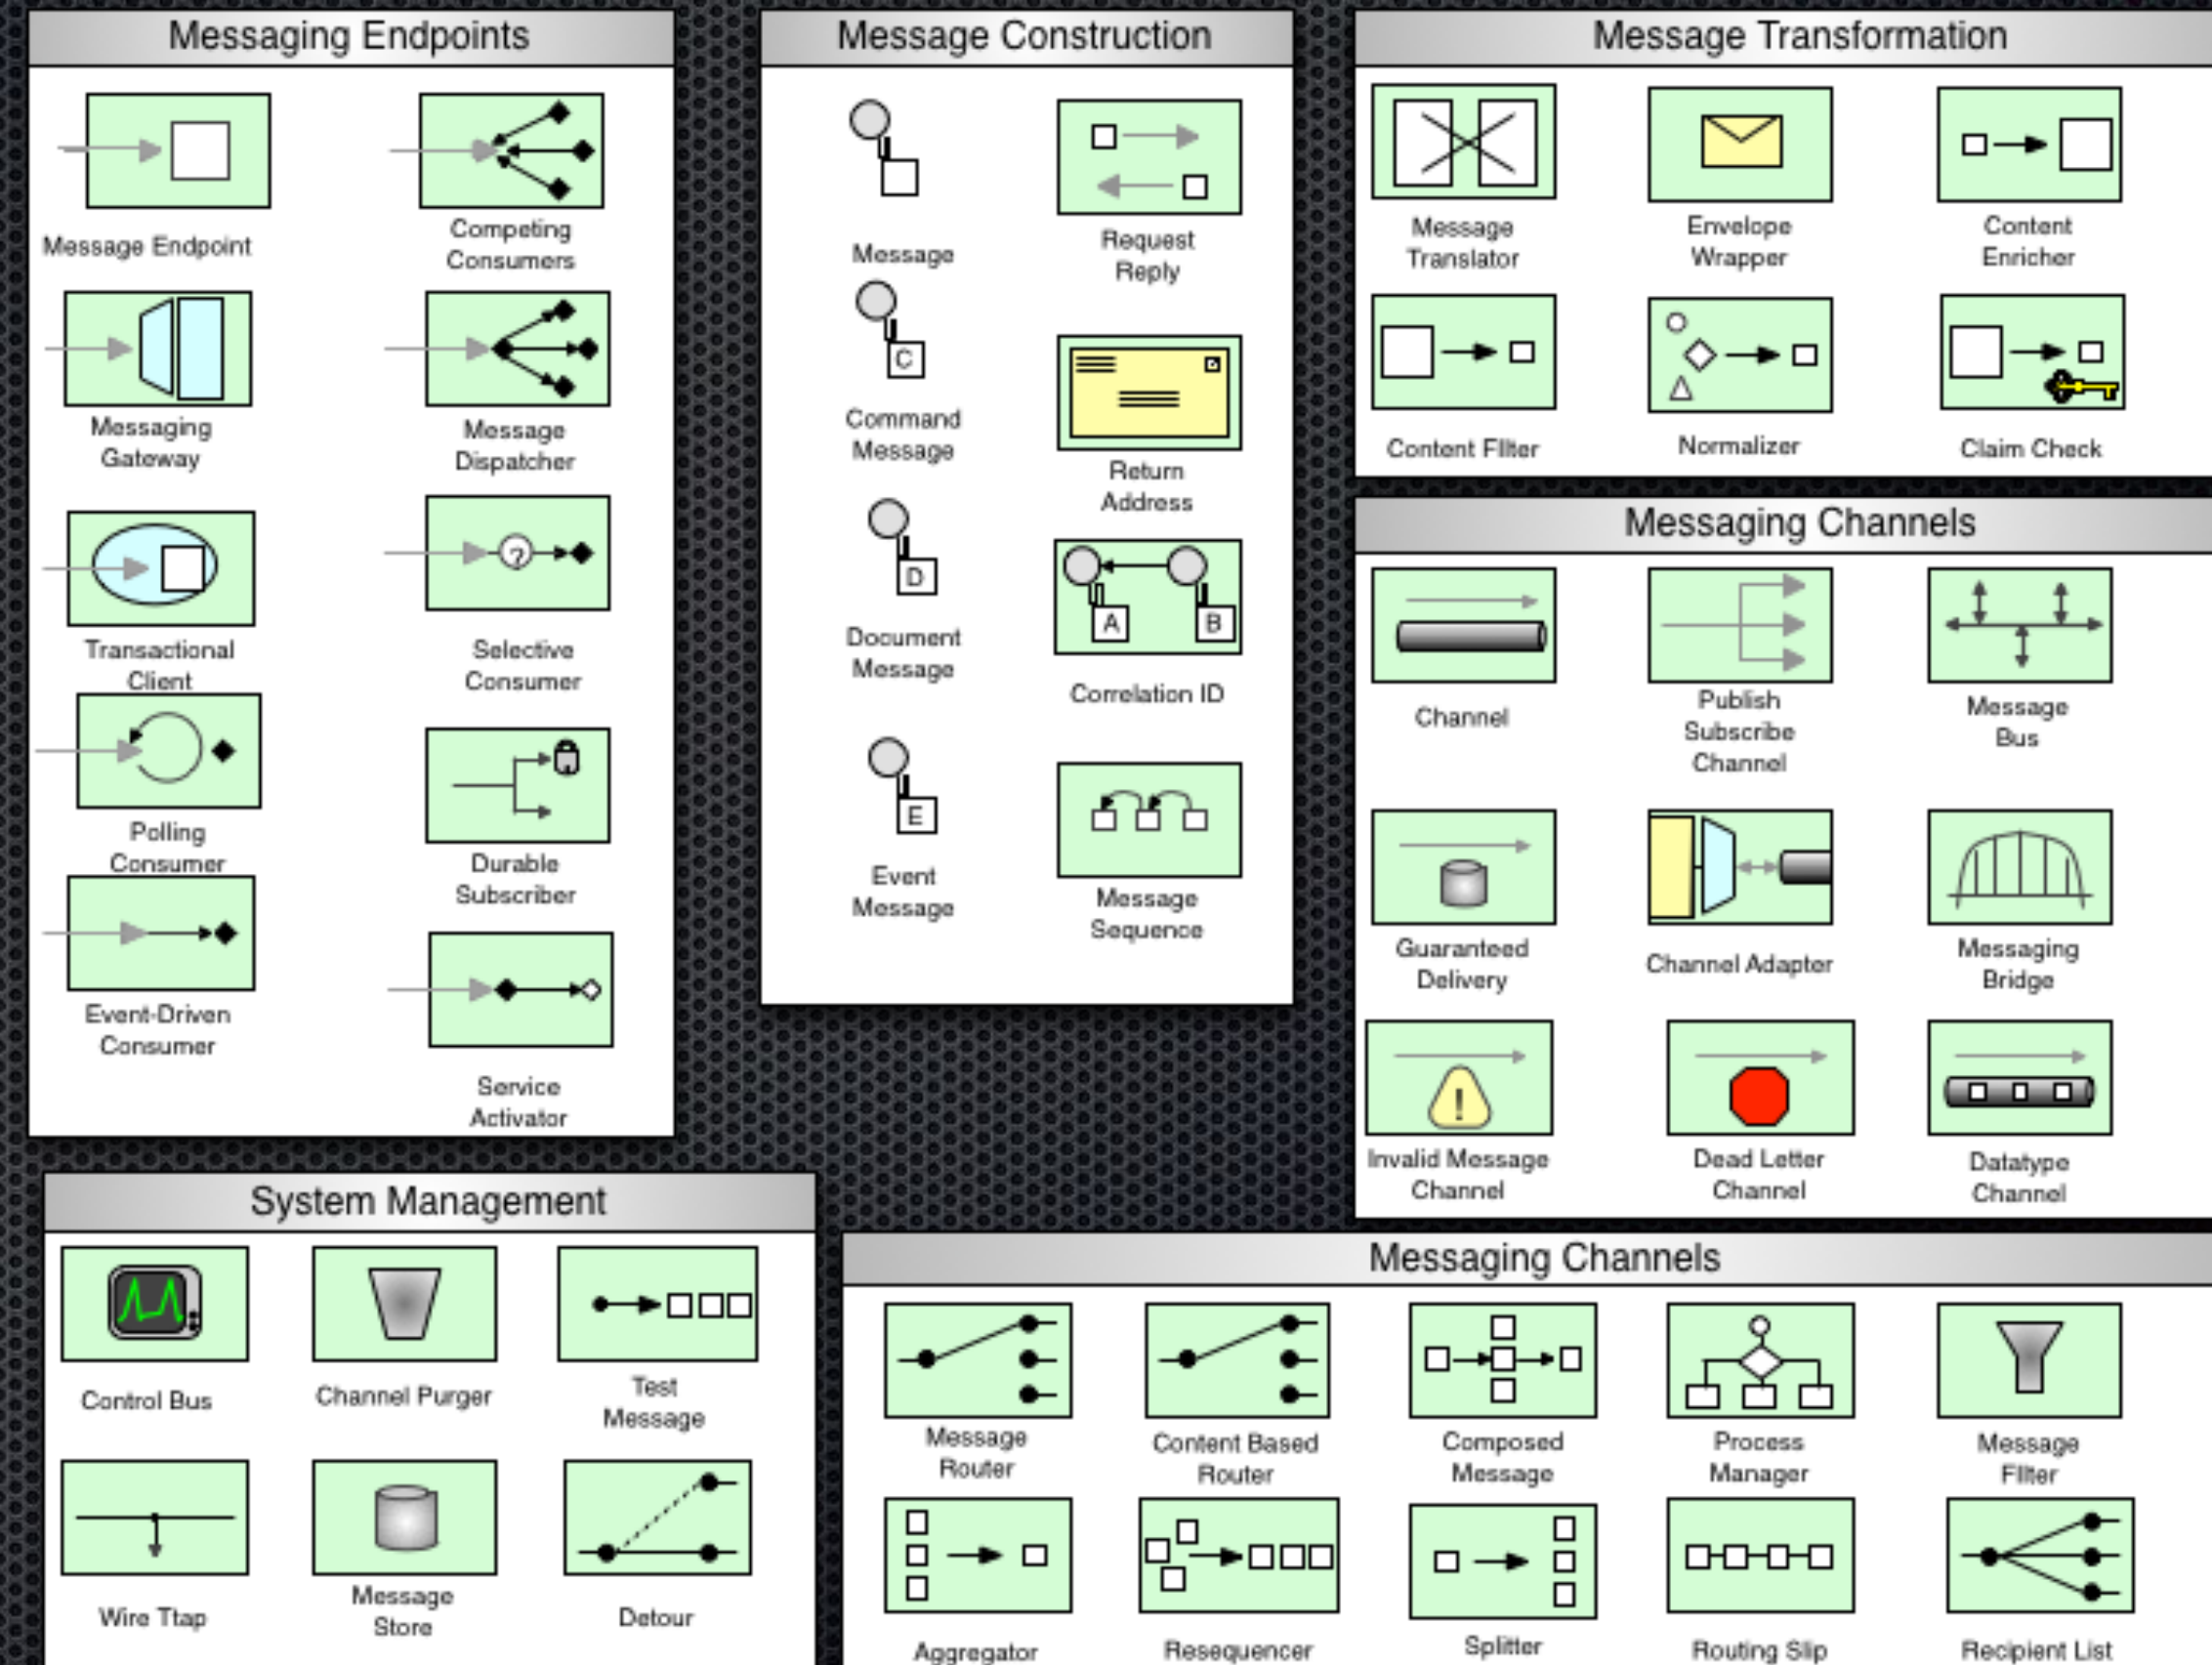 Messaging Endpoints
Message Endpoint
Competing
Consumers
Messaging
Gateway
Message
Dispatcher
Transactional
Client
Selective
Consumer
Polling
Consumer
Durable
Subscriber
Event-Driven
Consumer
Service
Activator
Message Construction
Message
Request
Reply
C
Command
Message
Return
Address
D
Document
Message
A
B
Correlation ID
E
Event
Message
Message
Sequence
Message Transformation
Message
Translator
Envelope
Wrapper
Content
Enricher
Content FIlter
Normalizer
Claim Check
Messaging Channels
Channel
Publish
Subscribe
Channel
Message
Bus
Guaranteed
Delivery
Channel Adapter
Messaging
Bridge
Invalid Message
Channel
Dead Letter
Channel
Datatype
Channel
System Management
Control Bus
Channel Purger
Test
Message
Wire Ttap
Message
Store
Detour
Messaging Channels
Message
Router
Content Based
Router
Composed
Message
Process
Manager
Message
FIlter
Aggregator
Resequencer
Splitter
Routing Slip
Recipient List